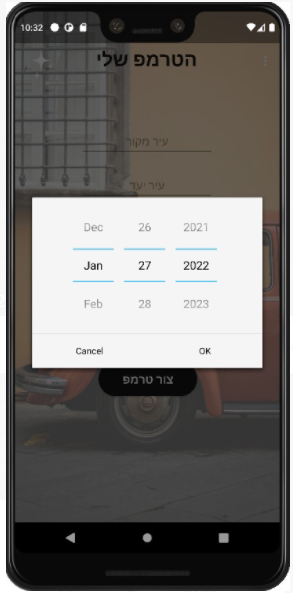 10:32
הטרמפ שלי
עיר מקור
עיר יעד
Dec 26 2021
Jan 27 2022
Feb 28 2023
Cancel OK
צור טרמפ